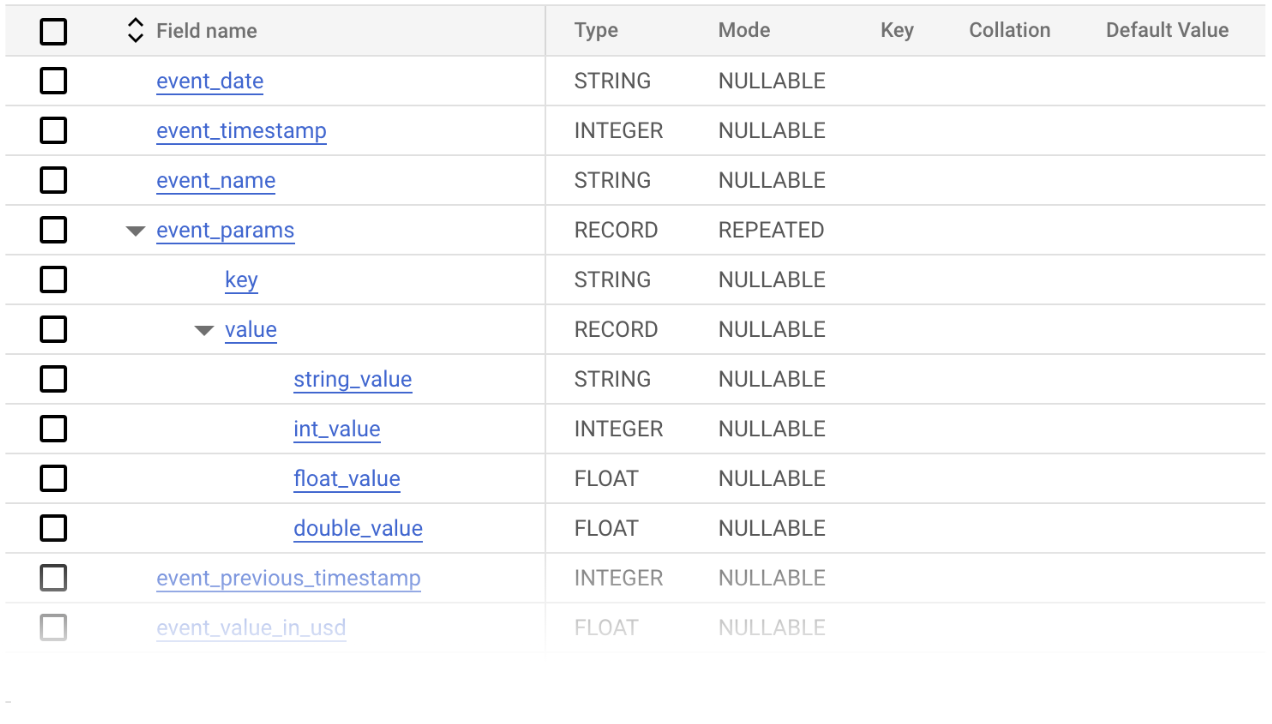 Field name Type Mode Key Collation Default Value
event_date STRING NULLABLE
event_timestamp INTEGER NULLABLE
event_name STRING NULLABLE
event_params RECORD REPEATED
key STRING NULLABLE
value RECORD NULLABLE
string_value STRING NULLABLE
int_value INTEGER NULLABLE
float_value FLOAT NULLABLE
double_value FLOAT NULLABLE
event_previous_timestamp INTEGER NULLABLE
event_value_in_usd FLOAT NULLABLE